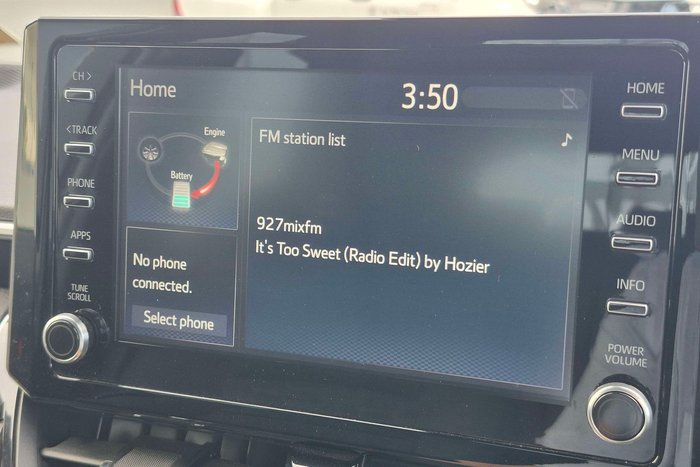 CH >
< TRACK
PHONE
APPS
TUNE
SCROLL
Home
3:50
Engine
Battery
No phone
connected.
Select phone
FM station list
927mixfm
It's Too Sweet (Radio Edit) by Hozier
HOME
MENU
AUDIO
INFO
POWER
VOLUME